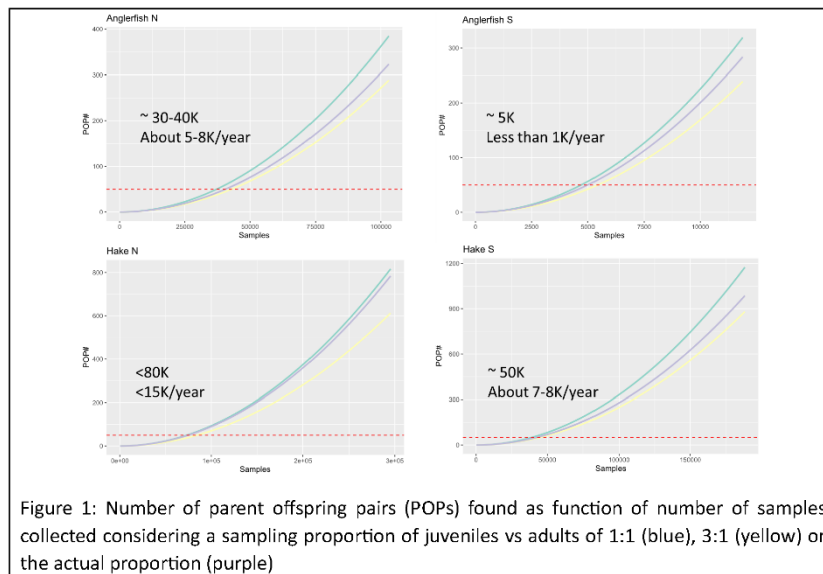 Anglerfish N
400
300
200
100
0
POP#
~ 30-40K
About 5-8K/year
0
25000
50000
75000
100000
Samples
Anglerfish S
300
200
100
0
POP#
~ 5K
Less than 1K/year
0
2500
5000
7500
10000
Samples
Hake N
800
600
400
200
0
POP#
<80K
<15K/year
0e+00
1e+05
2e+05
3e+05
Samples
Hake S
1200
900
600
300
0
POP#
~ 50K
About 7-8K/year
0
50000
100000
150000
Samples
Figure 1: Number of parent offspring pairs (POPs) found as function of number of samples
collected considering a sampling proportion of juveniles vs adults of 1:1 (blue), 3:1 (yellow) or
the actual proportion (purple)